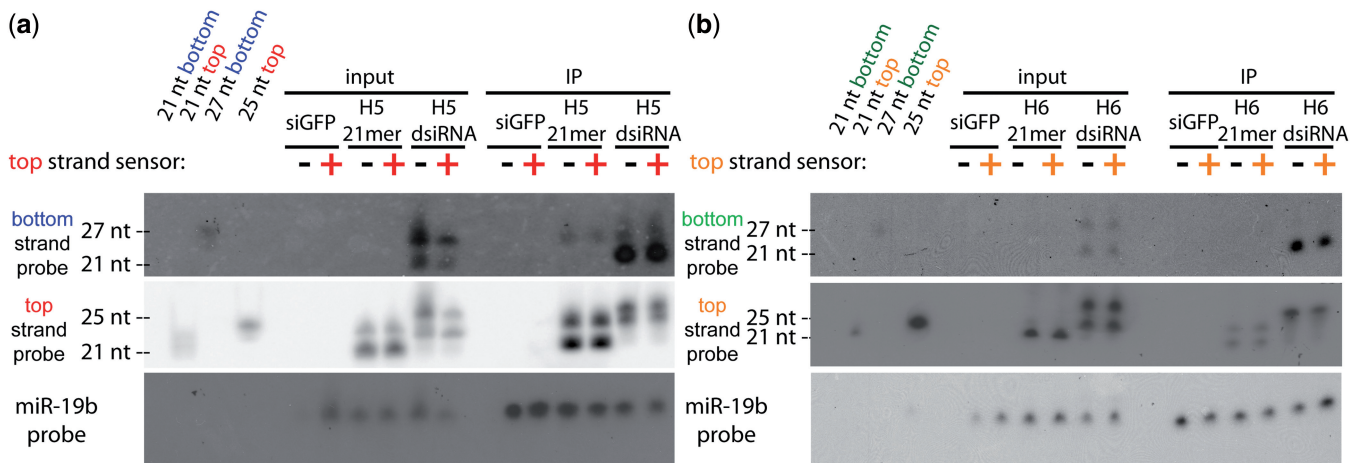 (a)
21 nt bottom
21 nt top
27 nt bottom
25 nt top
input
IP
siGFP
H5
21mer
H5
dsiRNA
siGFP
H5
21mer
H5
dsiRNA
top strand sensor:
- + - + - + - + - + - +
bottom
strand
probe
27 nt --
21 nt --
top
strand
probe
25 nt --
21 nt --
miR-19b
probe
(b)
21 nt bottom
21 nt top
27 nt bottom
25 nt top
input
IP
siGFP
H6
21mer
H6
dsiRNA
siGFP
H6
21mer
H6
dsiRNA
top strand sensor:
- + - + - + - + - + - +
bottom
strand
probe
27 nt --
21 nt --
top
strand
probe
25 nt --
21 nt --
miR-19b
probe